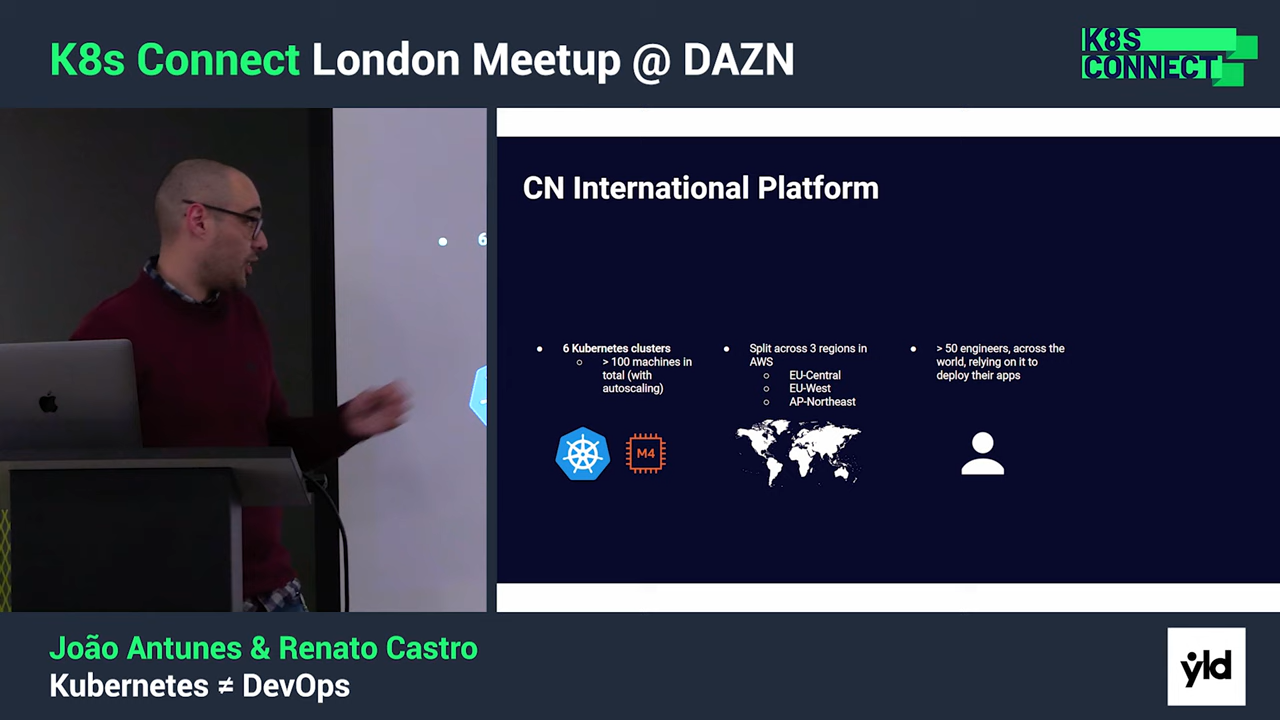 K8s Connect London Meetup @ DAZN
K8S
CONNECT
CN International Platform
6
6 Kubernetes clusters
> 100 machines in
total (with
autoscaling)
M4
Split across 3 regions in
AWS
EU-Central
EU-West
AP-Northeast
> 50 engineers, across the
world, relying on it to
deploy their apps
João Antunes & Renato Castro
Kubernetes ≠ DevOps
yld